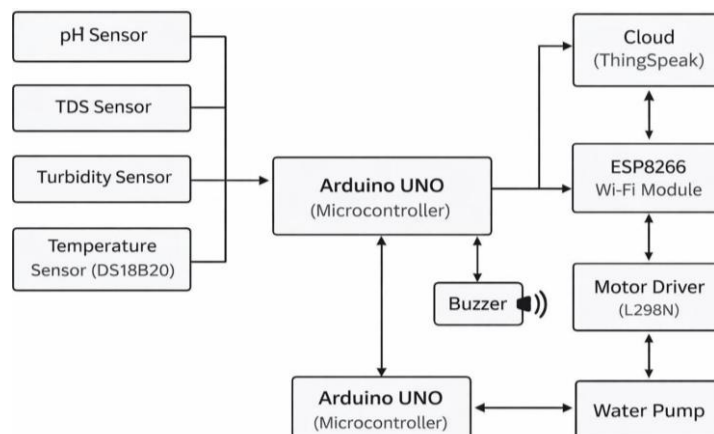 pH Sensor
TDS Sensor
Turbidity Sensor
Temperature
Sensor (DS18B20)
Arduino UNO
(Microcontroller)
Buzzer
Cloud
(ThingSpeak)
ESP8266
Wi-Fi Module
Motor Driver
(L298N)
Water Pump
Arduino UNO
(Microcontroller)